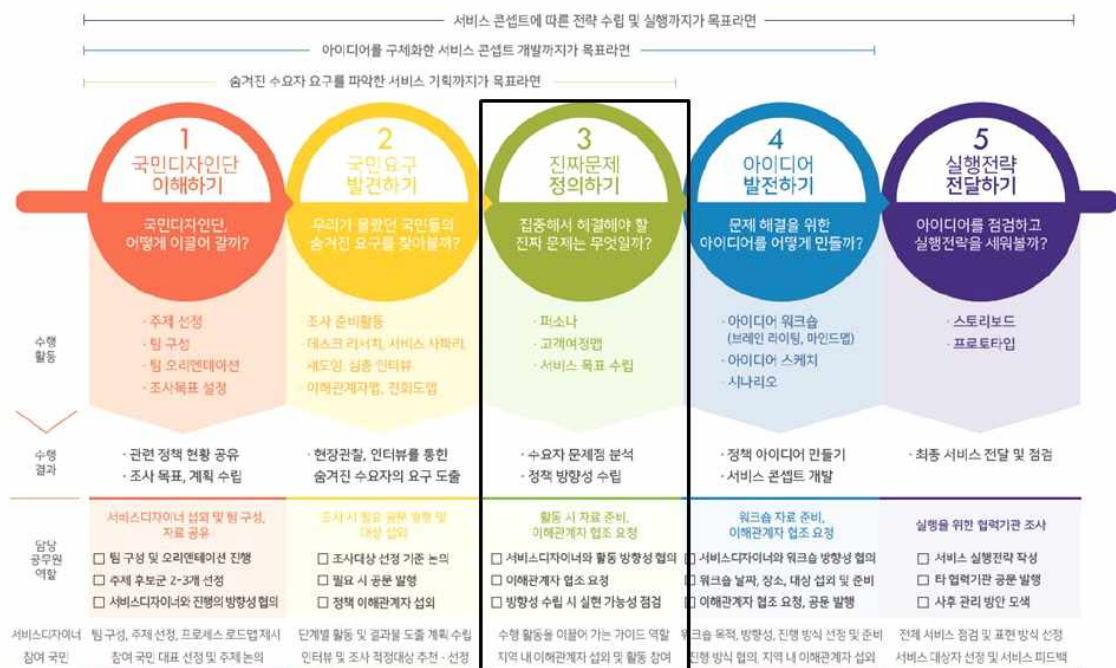 서비스 콘셉트에 따른 전략 수립 및 실행까지가 목표라면
아이디어를 구체화한 서비스 콘셉트 개발까지가 목표라면
숨겨진 수요자 요구를 파악한 서비스 기획까지가 목표라면
1
국민디자인단
이해하기
국민디자인단,
어떻게 이끌어 갈까?
2
국민요구
발견하기
우리가 몰랐던 국민들의
숨겨진 요구를 찾아볼까?
3
진짜문제
정의하기
집중해서 해결해야 할
진짜 문제는 무엇일까?
4
아이디어
발전하기
문제 해결을 위한
아이디어를 어떻게 만들까?
5
실행전략
전달하기
아이디어를 점검하고
실행전략을 세워볼까?
수행
활동
· 주제 선정
· 팀 구성
· 팀 오리엔테이션
· 조사목표 설정
· 조사 준비활동
· 데스크 리서치, 서비스 사파리,
섀도잉, 심층 인터뷰
· 이해관계자맵, 친화도맵
· 퍼소나
· 고객여정맵
· 서비스 목표 수립
· 아이디어 워크숍
(브레인 라이팅, 마인드맵)
· 아이디어 스케치
· 시나리오
· 스토리보드
· 프로토타입
수행
결과
· 관련 정책 현황 공유
· 조사 목표, 계획 수립
· 현장관찰, 인터뷰를 통한
숨겨진 수요자의 요구 도출
· 수요자 문제점 분석
· 정책 방향성 수립
· 정책 아이디어 만들기
· 서비스 콘셉트 개발
· 최종 서비스 전달 및 점검
담당
공무원
역할
서비스디자이너 섭외 및 팀 구성,
자료 공유
□ 팀 구성 및 오리엔테이션 진행
□ 주제 후보군 2-3개 선정
□ 서비스디자이너와 진행의 방향성 협의
조사 시 필요 공문 발행 및
대상 섭외
□ 조사대상 선정 기준 논의
□ 필요 시 공문 발행
□ 정책 이해관계자 섭외
활동 시 자료 준비,
이해관계자 협조 요청
□ 서비스디자이너와 활동 방향성 협의
□ 이해관계자 협조 요청
□ 방향성 수립 시 실현 가능성 점검
워크숍 자료 준비,
이해관계자 협조 요청
□ 서비스디자이너와 워크숍 방향성 협의
□ 워크숍 날짜, 장소, 대상 섭외 및 준비
□ 이해관계자 협조 요청, 공문 발행
실행을 위한 협력기관 조사
□ 서비스 실행전략 작성
□ 타 협력기관 공문 발행
□ 사후 관리 방안 모색
서비스디자이너
팀 구성, 주제 선정, 프로세스 로드맵 제시
단계별 활동 및 결과물 도출 계획 수립
수행 활동을 이끌어 가는 가이드 역할
워크숍 목적, 방향성, 진행 방식 선정 및 준비
전체 서비스 점검 및 표현 방식 선정
참여 국민
참여 국민 대표 선정 및 주제 논의
인터뷰 및 조사 적정대상 추천·선정
지역 내 이해관계자 섭외 및 활동 참여
진행 방식 협의, 지역 내 이해관계자 섭외
서비스 대상자 선정 및 서비스 피드백